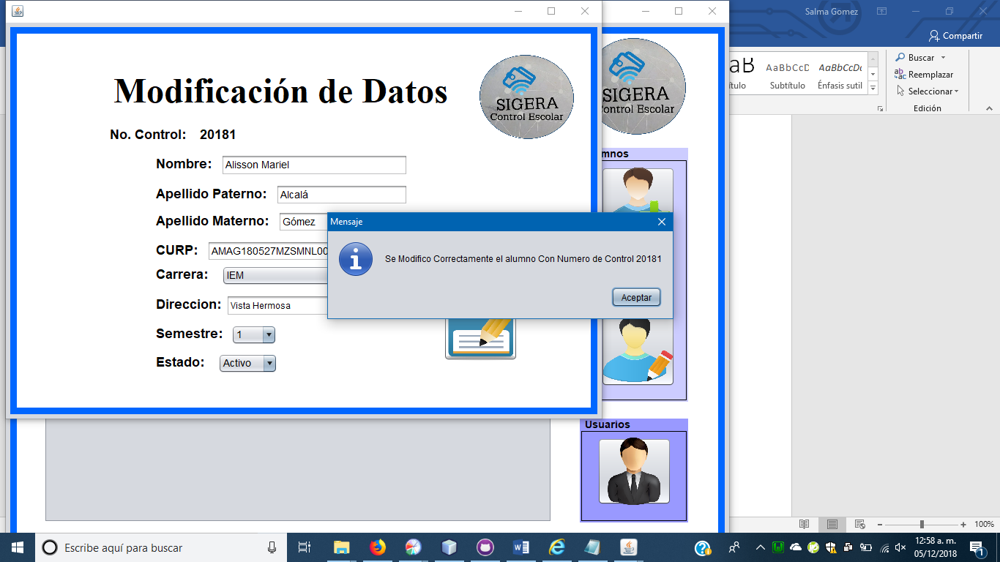 Salma Gomez
Compartir
Modificación de Datos
SIGERA
Control Escolar
SIGERA
Control Escolar
No. Control: 20181
Nombre: Alisson Mariel
Apellido Paterno: Alcalá
Apellido Materno: Gómez
CURP: AMAG180527MZSMNL00
Carrera: IEM
Direccion: Vista Hermosa
Semestre: 1
Estado: Activo
Mensaje
Se Modifico Correctamente el alumno Con Numero de Control 20181
Aceptar
mnos
Usuarios
AaBbCcD AaBbCcDc
ítulo Subtítulo Énfasis sutil
Buscar
Reemplazar
Seleccionar
Edición
100%
Escribe aquí para buscar
12:58 a. m.
05/12/2018
1